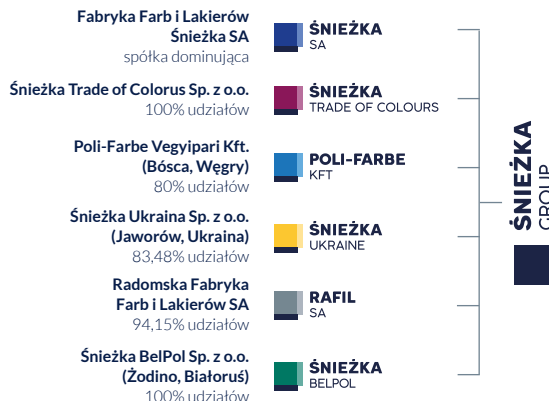 Fabryka Farb i Lakierów
Śnieżka SA
spółka dominująca
ŚNIEŻKA
SA
Śnieżka Trade of Colorus Sp. z o.o.
100% udziałów
ŚNIEŻKA
TRADE OF COLOURS
Poli-Farbe Vegyipari Kft.
(Bósca, Węgry)
80% udziałów
POLI-FARBE
KFT
Śnieżka Ukraina Sp. z o.o.
(Jaworów, Ukraina)
83,48% udziałów
ŚNIEŻKA
UKRAINE
Radomska Fabryka
Farb i Lakierów SA
94,15% udziałów
RAFIL
SA
Śnieżka BelPol Sp. z o.o.
(Żodino, Białoruś)
100% udziałów
ŚNIEŻKA
BELPOL
ŚNIEŻKA
GROUP